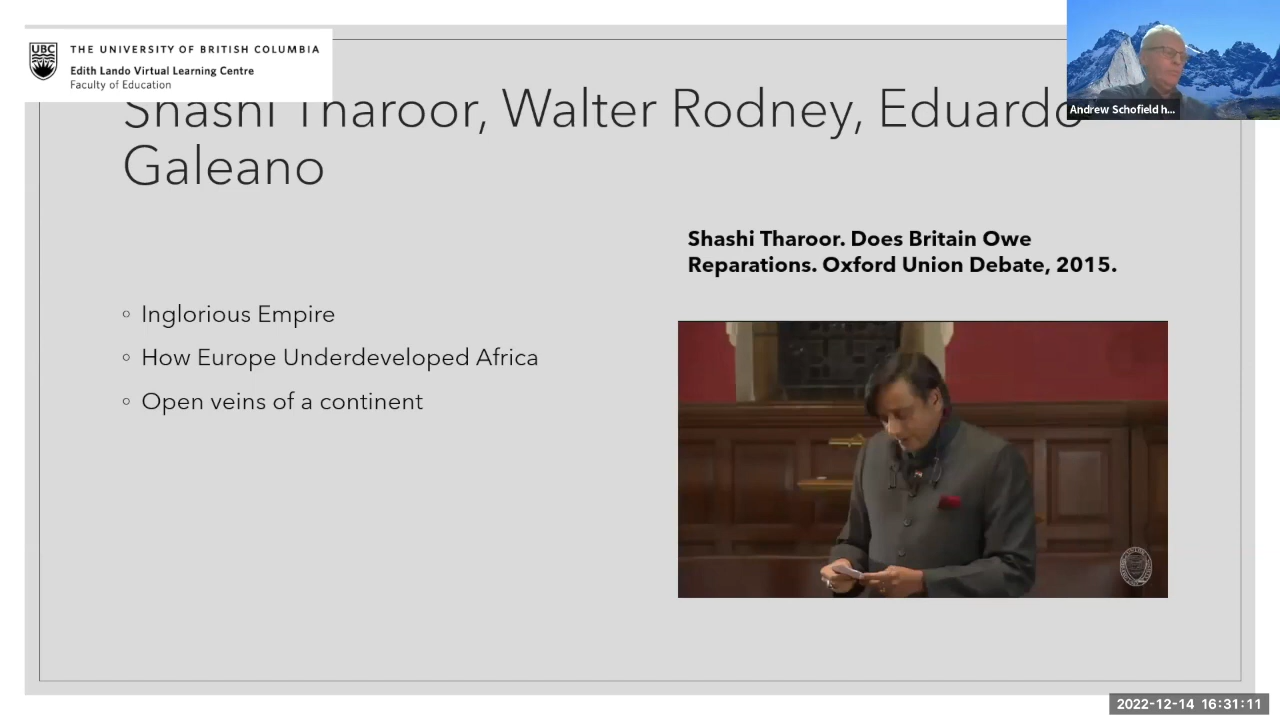 THE UNIVERSITY OF BRITISH COLUMBIA
UBC
Edith Lando Virtual Learning Centre
Faculty of Education
Shashi Tharoor, Walter Rodney, Eduardo
Galeano
Andrew Schofield h...
Shashi Tharoor. Does Britain Owe
Reparations. Oxford Union Debate, 2015.
◦ Inglorious Empire
◦ How Europe Underdeveloped Africa
◦ Open veins of a continent
2022-12-14 16:31:11